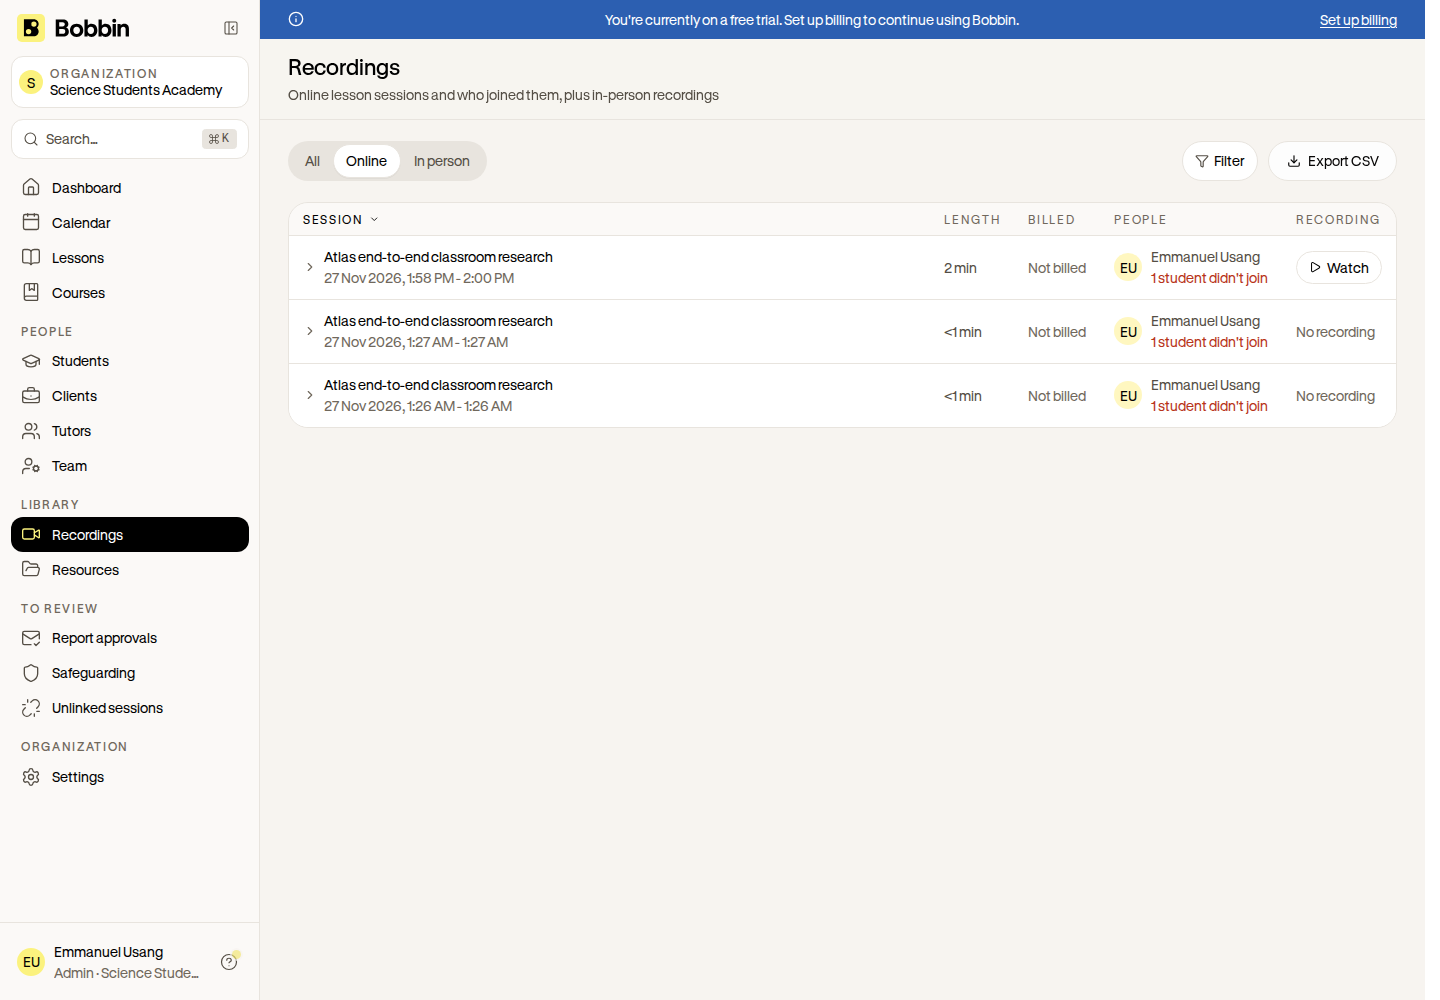 Bobbin
ORGANIZATION
S
Science Students Academy
Search...
⌘K
Dashboard
Calendar
Lessons
Courses
PEOPLE
Students
Clients
Tutors
Team
LIBRARY
Recordings
Resources
TO REVIEW
Report approvals
Safeguarding
Unlinked sessions
ORGANIZATION
Settings
EU
Emmanuel Usang
Admin · Science Stude...
You're currently on a free trial. Set up billing to continue using Bobbin.
Set up billing
Recordings
Online lesson sessions and who joined them, plus in-person recordings
All
Online
In person
Filter
Export CSV
SESSION LENGTH BILLED PEOPLE RECORDING
Atlas end-to-end classroom research
27 Nov 2026, 1:58 PM - 2:00 PM
2 min
Not billed
EU
Emmanuel Usang
1 student didn't join
Watch
Atlas end-to-end classroom research
27 Nov 2026, 1:27 AM - 1:27 AM
<1 min
Not billed
EU
Emmanuel Usang
1 student didn't join
No recording
Atlas end-to-end classroom research
27 Nov 2026, 1:26 AM - 1:26 AM
<1 min
Not billed
EU
Emmanuel Usang
1 student didn't join
No recording